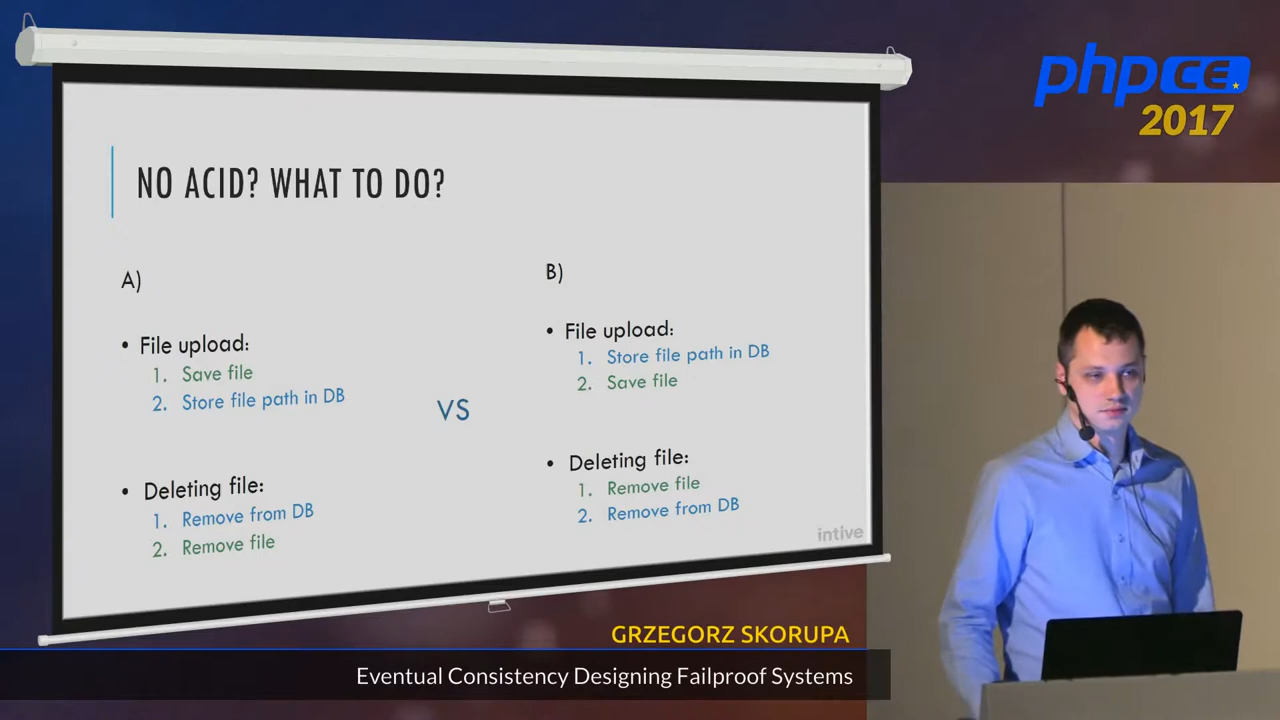 phpCE
2017
NO ACID? WHAT TO DO?
A)
• File upload:
1. Save file
2. Store file path in DB
• Deleting file:
1. Remove from DB
2. Remove file
VS
B)
• File upload:
1. Store file path in DB
2. Save file
• Deleting file:
1. Remove file
2. Remove from DB
intive
GRZEGORZ SKORUPA
Eventual Consistency Designing Failproof Systems